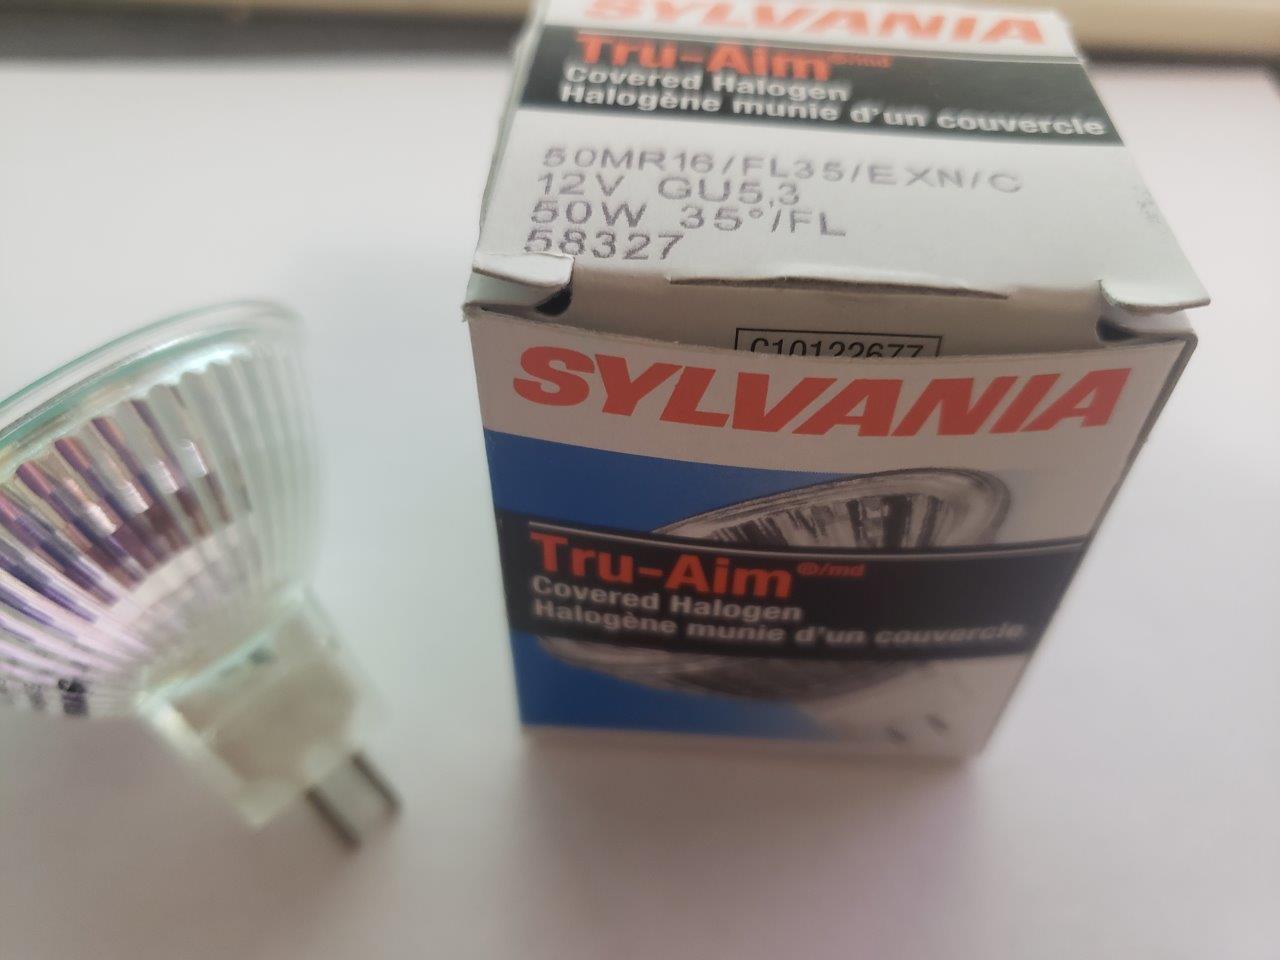 SYLVANIA
Tru-Aim®/md
Covered Halogen
Halogène munie d'un couvercle
50MR16/FL35/EXN/C
12V GU5,3
50W 35°/FL
58327
C10122677
SYLVANIA
Tru-Aim®/md
Covered Halogen
Halogène munie d'un couvercle